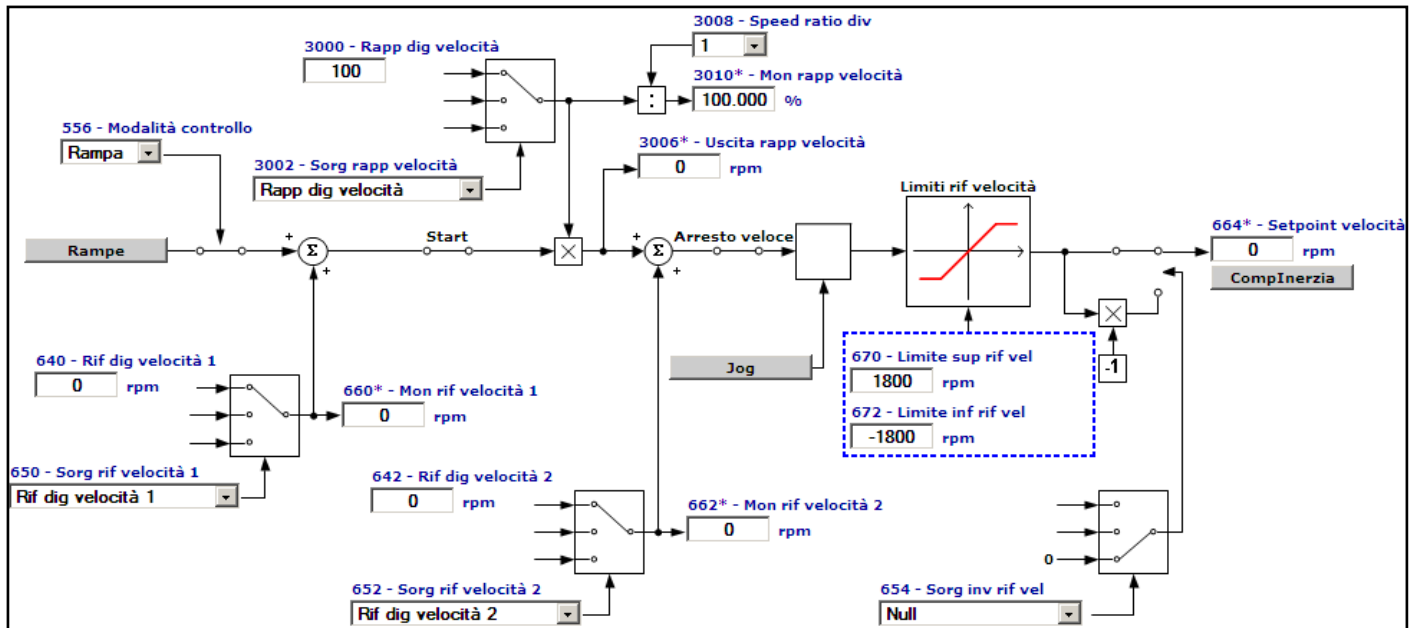 3008 - Speed ratio div
1
3000 - Rapp dig velocità
100
:
3010* - Mon rapp velocità
100.000 %
556 - Modalità controllo
Rampa
3002 - Sorg rapp velocità
Rapp dig velocità
3006* - Uscita rapp velocità
0 rpm
Limiti rif velocità
Rampe
+
Σ
+
Start
×
+
Σ
+
Arresto veloce
664* - Setpoint velocità
0 rpm
CompInerzia
×
-1
640 - Rif dig velocità 1
0 rpm
660* - Mon rif velocità 1
0 rpm
650 - Sorg rif velocità 1
Rif dig velocità 1
Jog
670 - Limite sup rif vel
1800 rpm
672 - Limite inf rif vel
-1800 rpm
642 - Rif dig velocità 2
0 rpm
662* - Mon rif velocità 2
0 rpm
652 - Sorg rif velocità 2
Rif dig velocità 2
0
654 - Sorg inv rif vel
Null